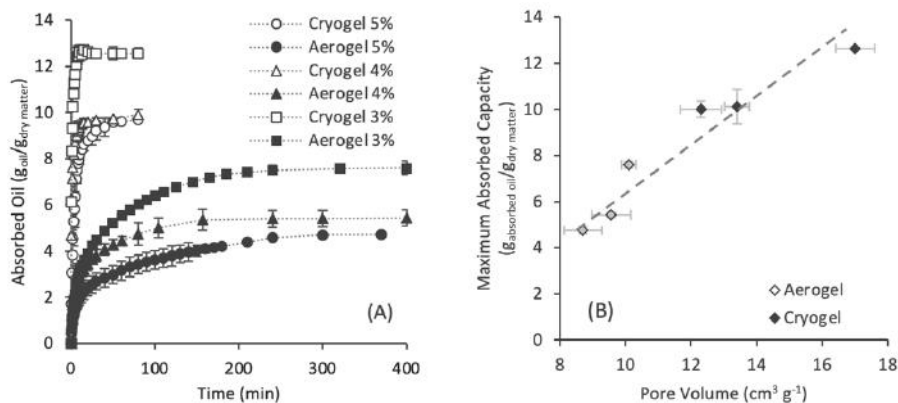 Absorbed Oil (g_oil/g_dry matter)
14
12
10
8
6
4
2
0
0
100
200
300
400
Time (min)
Cryogel 5%
Aerogel 5%
Cryogel 4%
Aerogel 4%
Cryogel 3%
Aerogel 3%
(A)
Maximum Absorbed Capacity
(g_absorbed oil/g_dry matter)
14
12
10
8
6
4
2
0
8
10
12
14
16
18
Pore Volume (cm³ g⁻¹)
(B)
Aerogel
Cryogel